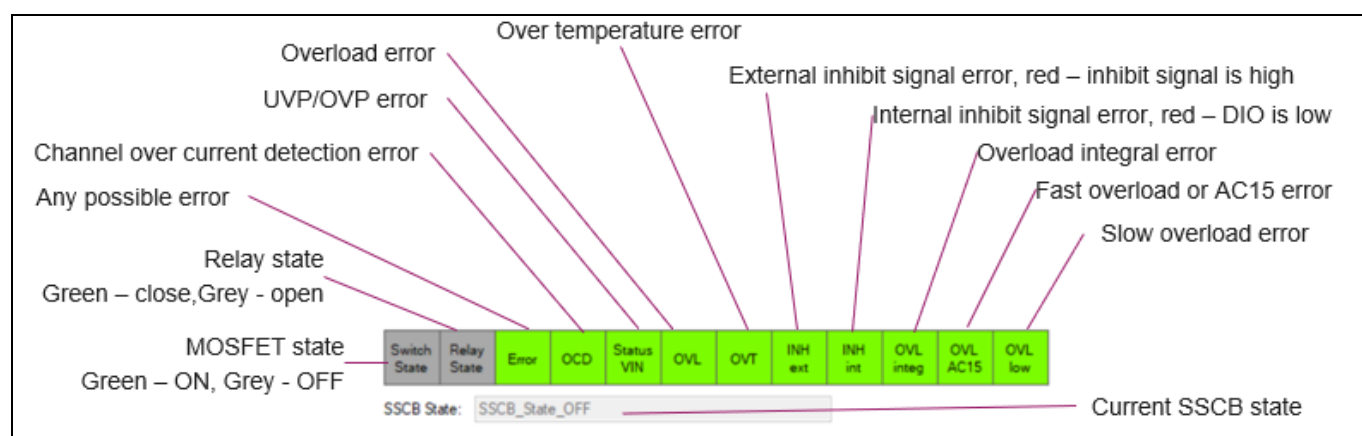 Over temperature error
Overload error
External inhibit signal error, red – inhibit signal is high
UVP/OVP error
Internal inhibit signal error, red – DIO is low
Channel over current detection error
Overload integral error
Any possible error
Fast overload or AC15 error
Slow overload error
Relay state
Green – close,Grey - open
MOSFET state
Green – ON, Grey - OFF
Switch State
Relay State
Error
OCD
Status VIN
OVL
OVT
INH ext
INH int
OVL integ
OVL AC15
OVL low
SSCB State: SSCB_State_OFF
Current SSCB state